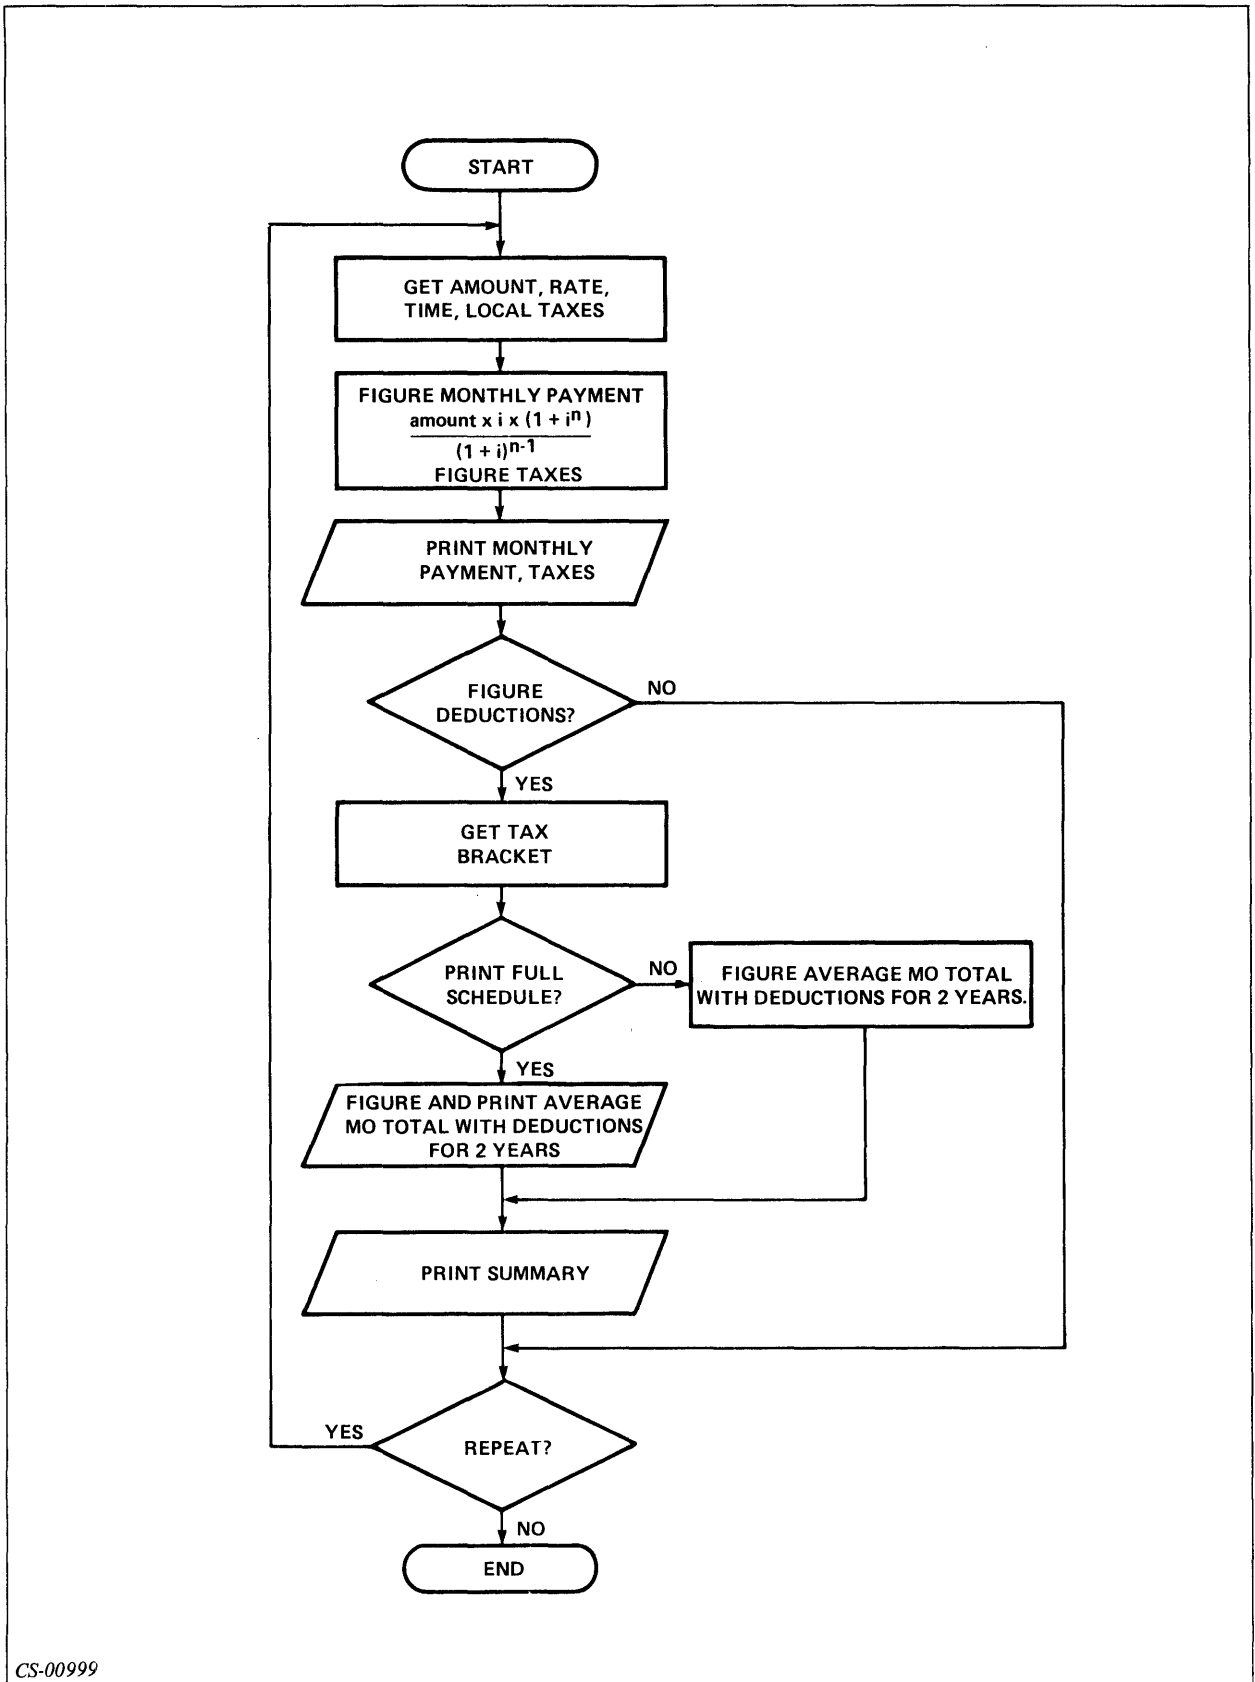 START
GET AMOUNT, RATE,
TIME, LOCAL TAXES
FIGURE MONTHLY PAYMENT
amount x i x (1 + iⁿ)
(1 + i)ⁿ⁻¹
FIGURE TAXES
PRINT MONTHLY
PAYMENT, TAXES
FIGURE
DEDUCTIONS?
NO
YES
GET TAX
BRACKET
PRINT FULL
SCHEDULE?
NO
FIGURE AVERAGE MO TOTAL
WITH DEDUCTIONS FOR 2 YEARS.
YES
FIGURE AND PRINT AVERAGE
MO TOTAL WITH DEDUCTIONS
FOR 2 YEARS
PRINT SUMMARY
YES
REPEAT?
NO
END
CS-00999